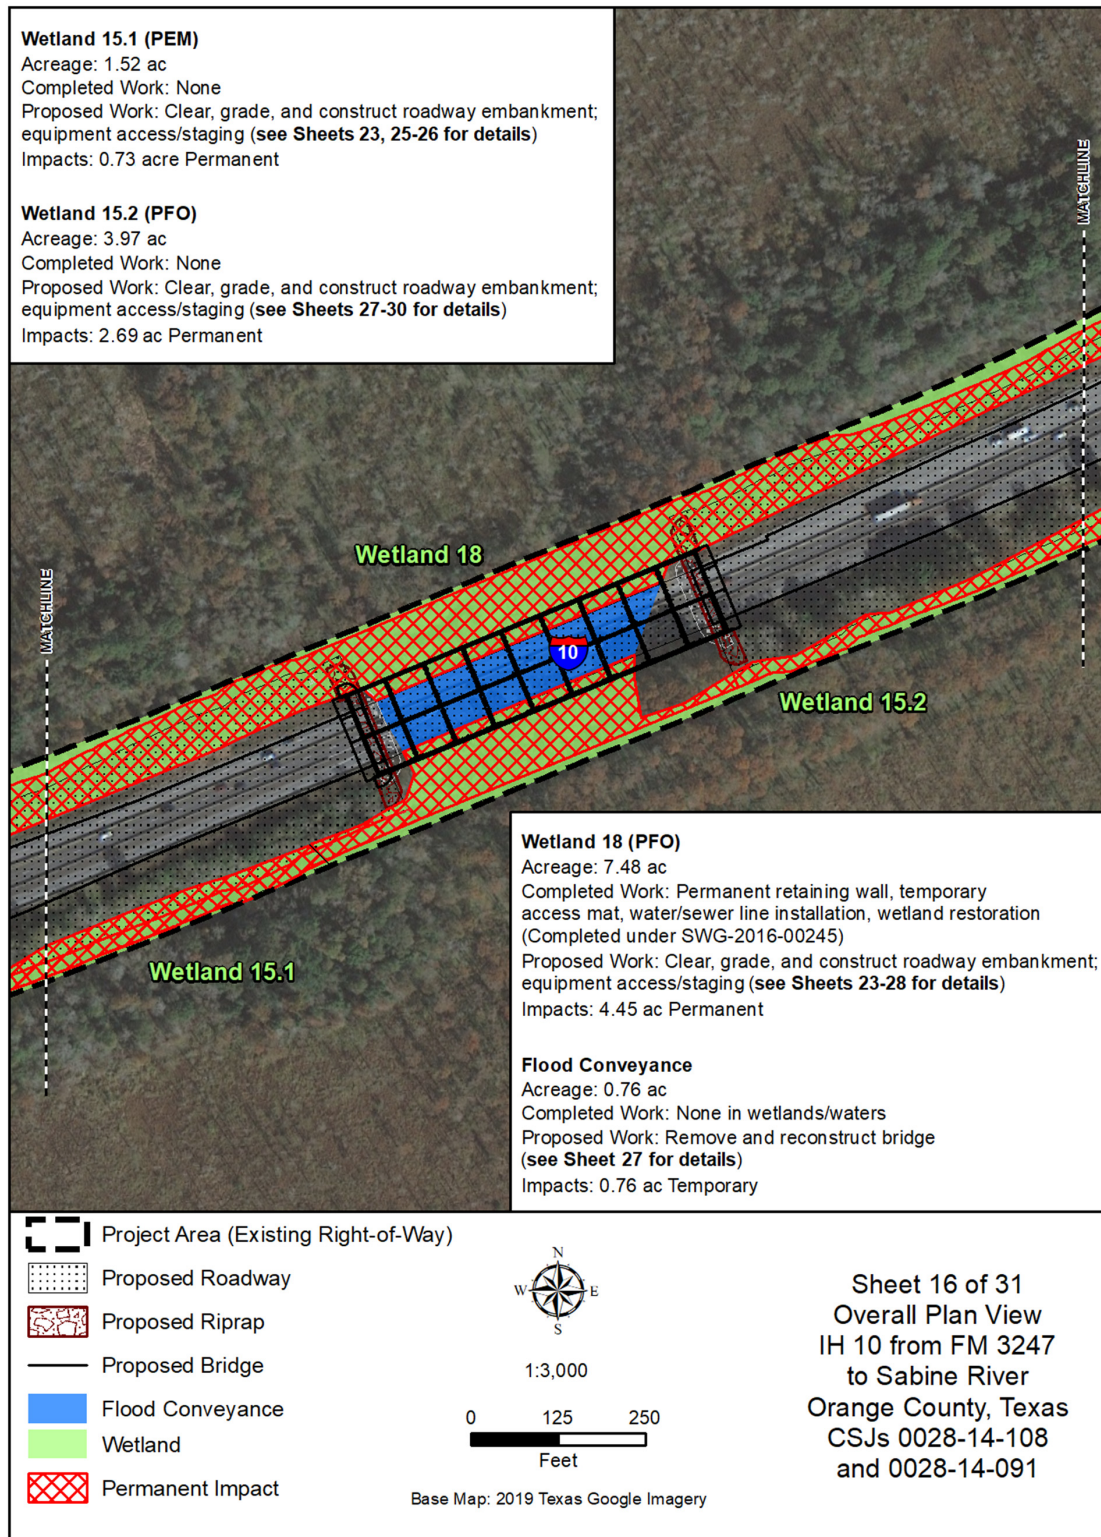 Wetland 15.1 (PEM)
Acreage: 1.52 ac
Completed Work: None
Proposed Work: Clear, grade, and construct roadway embankment;
equipment access/staging (see Sheets 23, 25-26 for details)
Impacts: 0.73 acre Permanent
Wetland 15.2 (PFO)
Acreage: 3.97 ac
Completed Work: None
Proposed Work: Clear, grade, and construct roadway embankment;
equipment access/staging (see Sheets 27-30 for details)
Impacts: 2.69 ac Permanent
MATCHLINE
Wetland 18
MATCHLINE
10
Wetland 15.2
Wetland 15.1
Wetland 18 (PFO)
Acreage: 7.48 ac
Completed Work: Permanent retaining wall, temporary
access mat, water/sewer line installation, wetland restoration
(Completed under SWG-2016-00245)
Proposed Work: Clear, grade, and construct roadway embankment;
equipment access/staging (see Sheets 23-28 for details)
Impacts: 4.45 ac Permanent
Flood Conveyance
Acreage: 0.76 ac
Completed Work: None in wetlands/waters
Proposed Work: Remove and reconstruct bridge
(see Sheet 27 for details)
Impacts: 0.76 ac Temporary
Project Area (Existing Right-of-Way)
Proposed Roadway
Proposed Riprap
Proposed Bridge
Flood Conveyance
Wetland
Permanent Impact
N
W E
S
1:3,000
0 125 250
Feet
Base Map: 2019 Texas Google Imagery
Sheet 16 of 31
Overall Plan View
IH 10 from FM 3247
to Sabine River
Orange County, Texas
CSJs 0028-14-108
and 0028-14-091